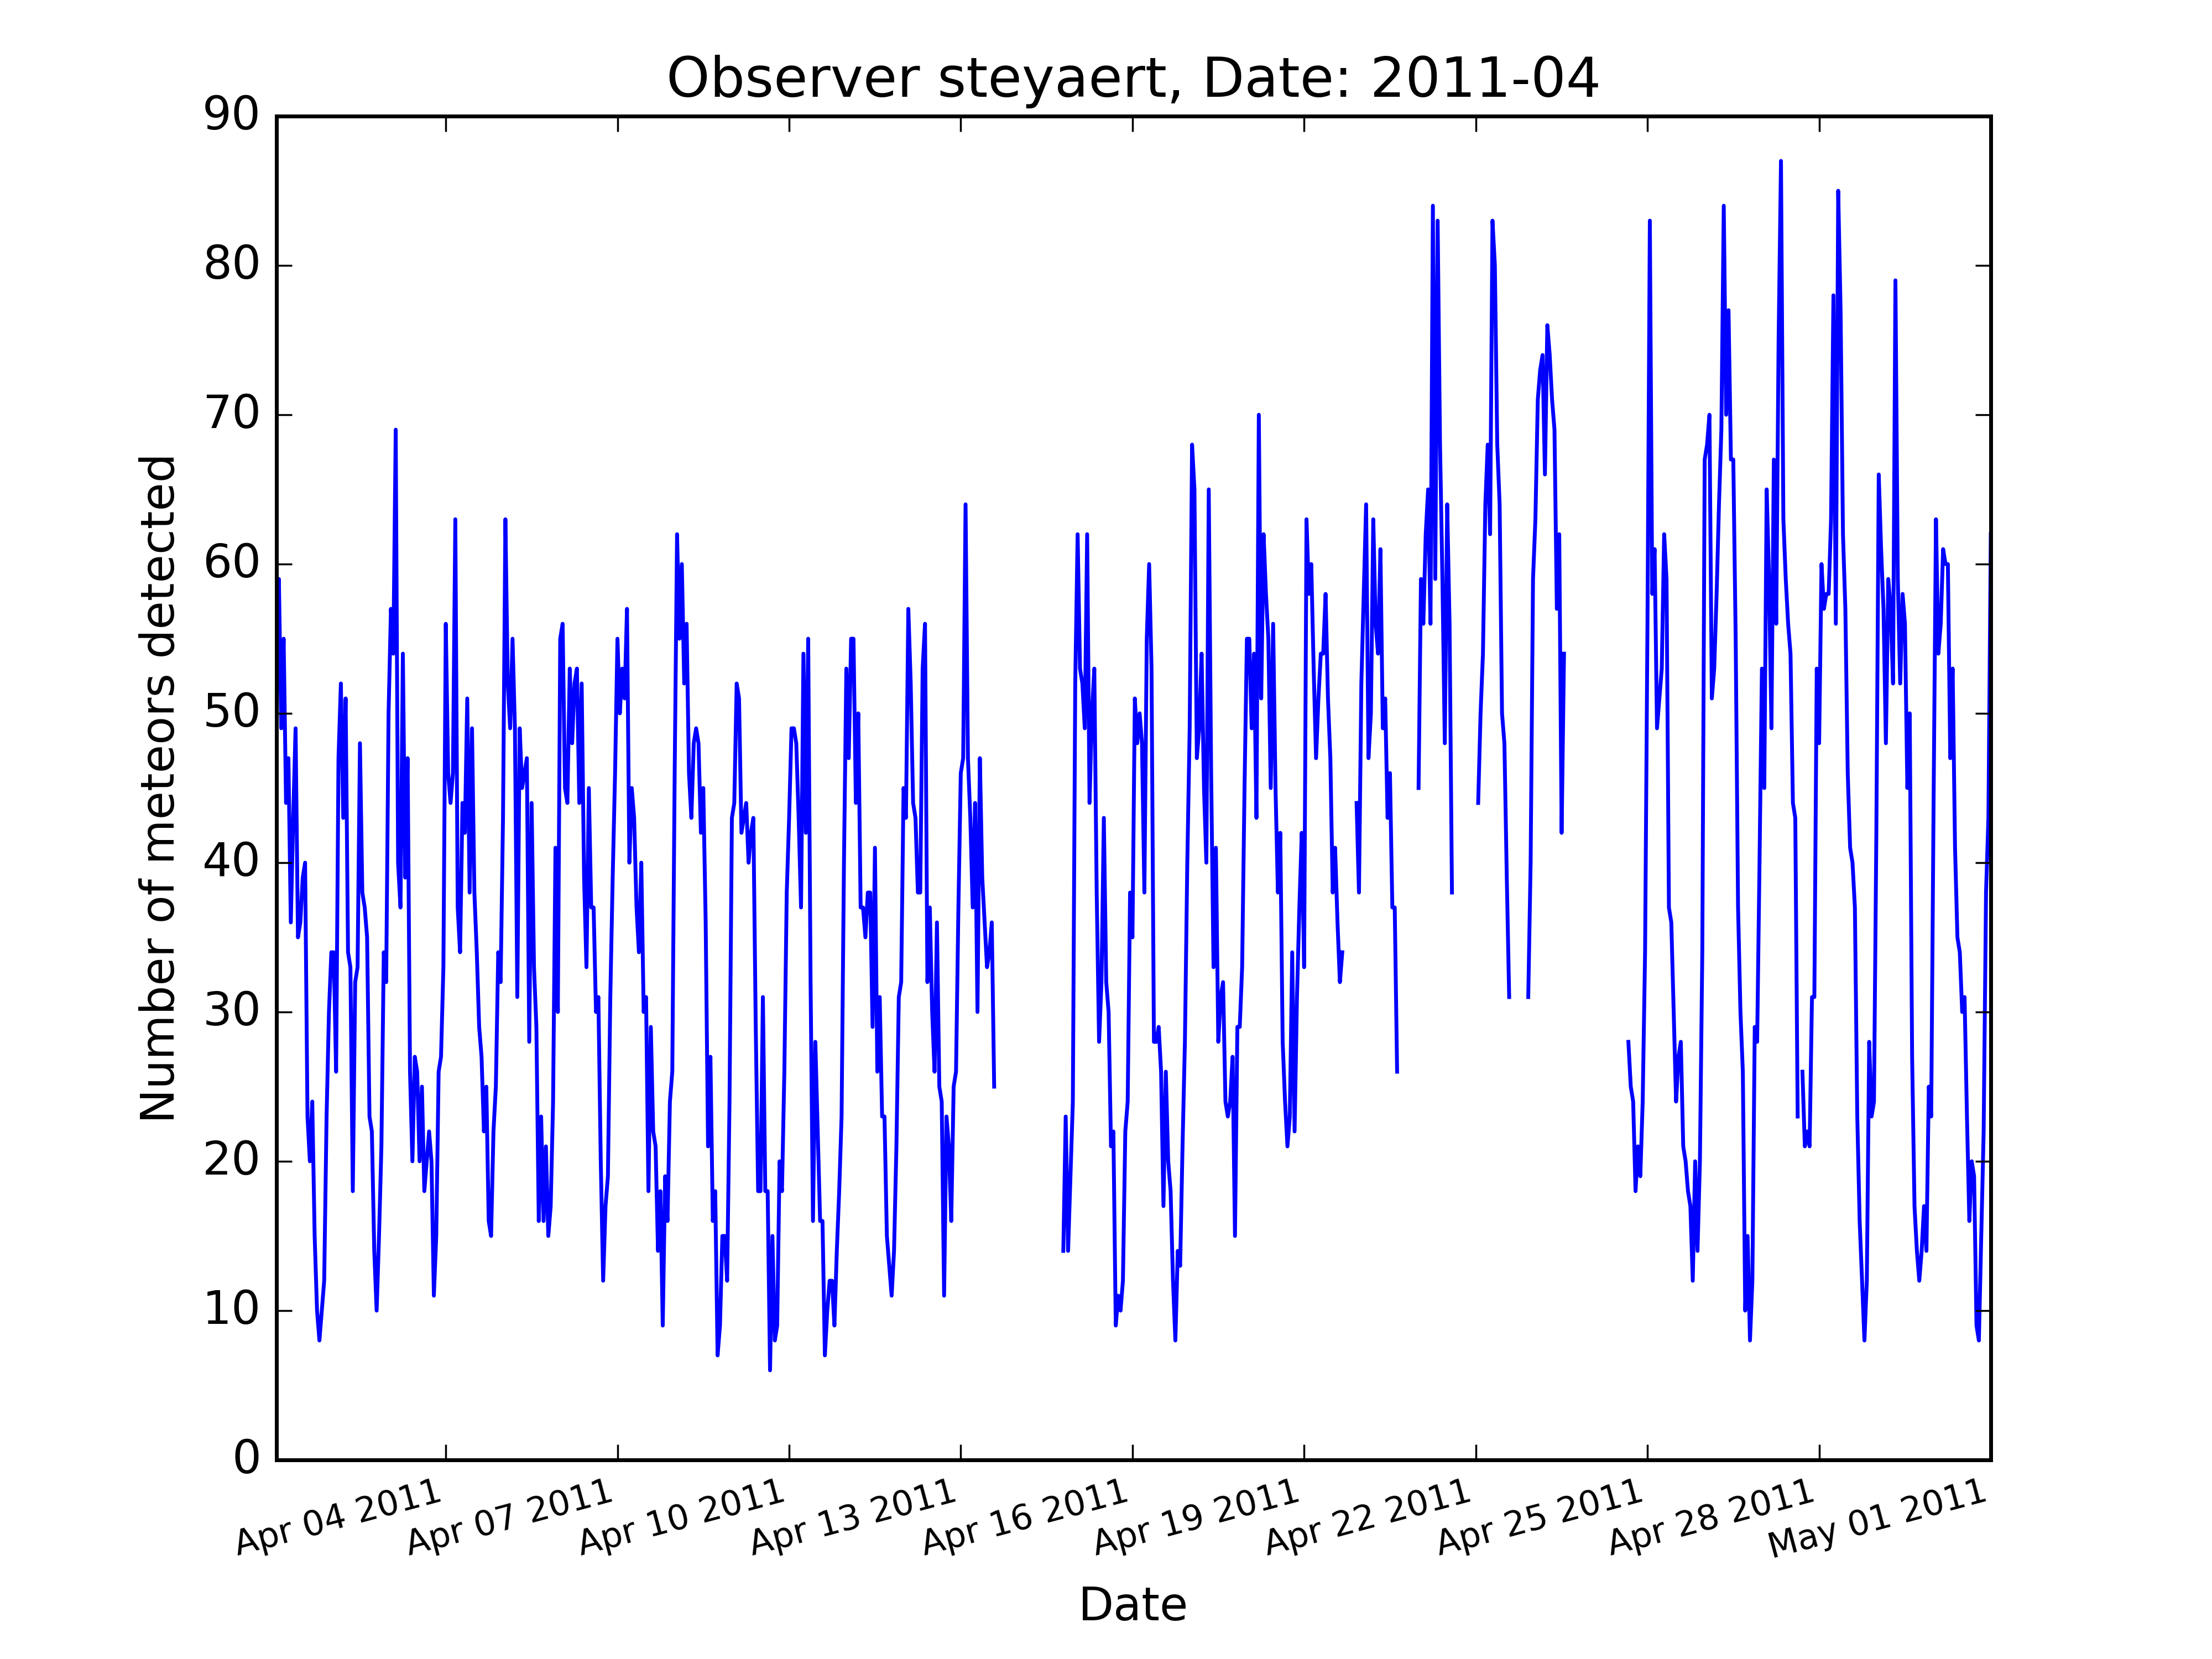 Observer steyaert, Date: 2011-04
90
80
70
60
50
40
30
20
10
0
Number of meteors detected
Apr 04 2011
Apr 07 2011
Apr 10 2011
Apr 13 2011
Apr 16 2011
Apr 19 2011
Apr 22 2011
Apr 25 2011
Apr 28 2011
May 01 2011
Date